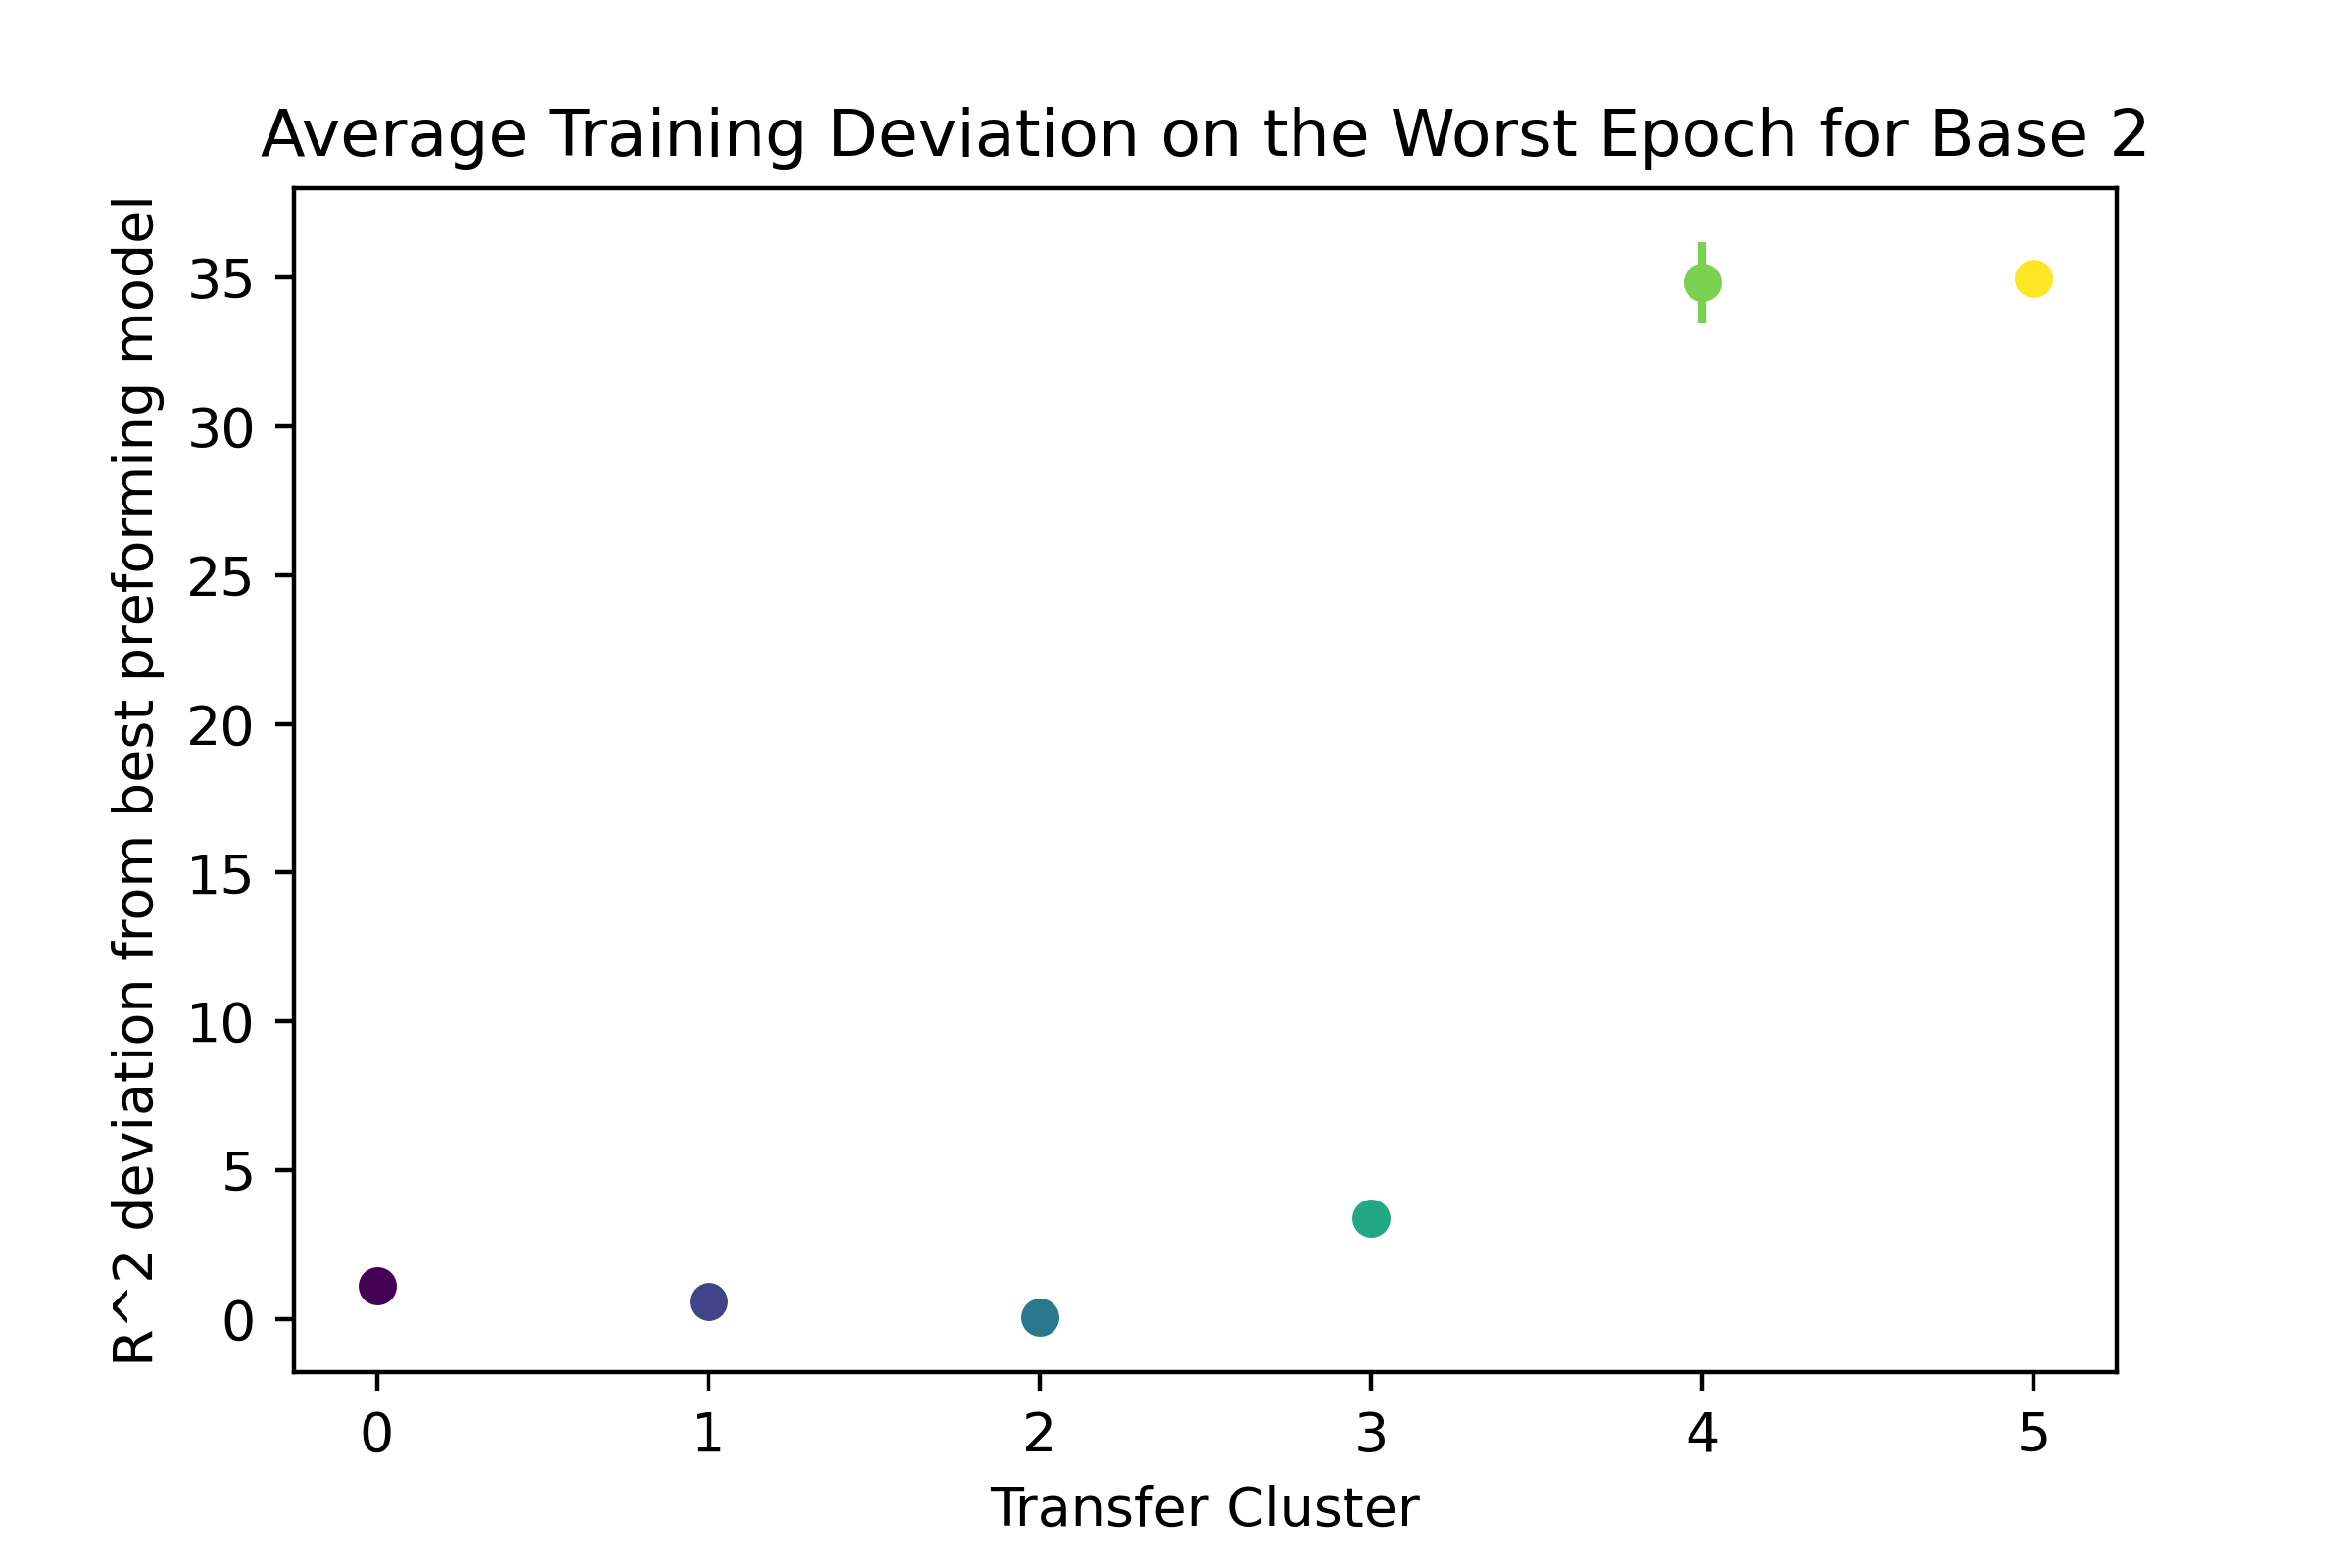 Average Training Deviation on the Worst Epoch for Base 2
R^2 deviation from best preforming model
35
30
25
20
15
10
5
0
0 1 2 3 4 5
Transfer Cluster